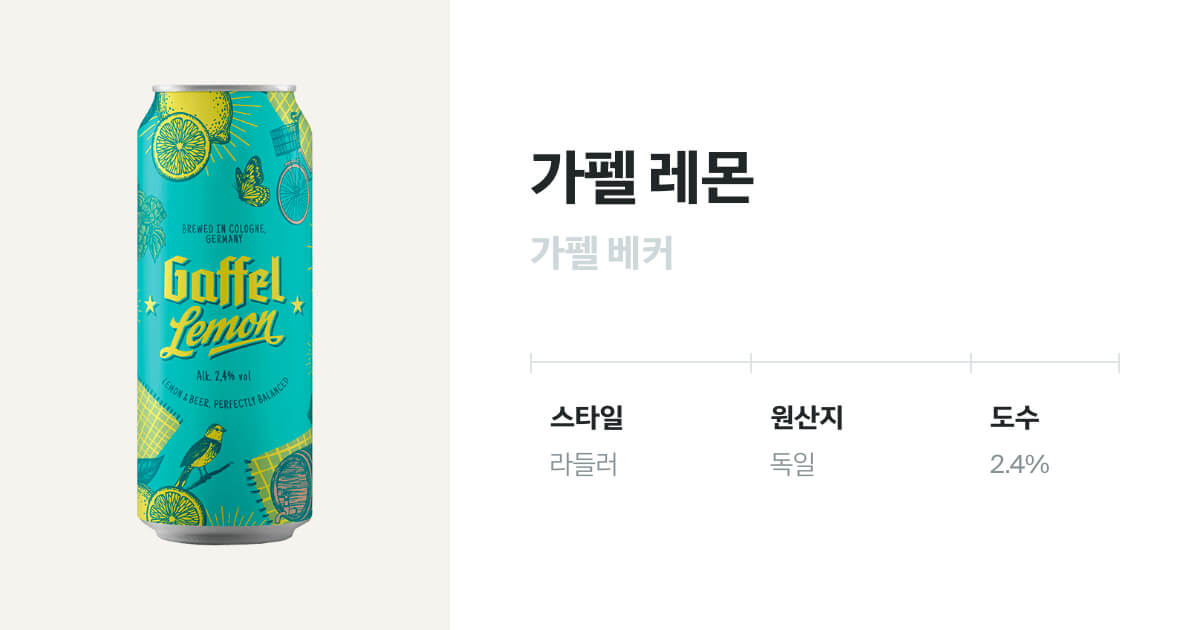 BREWED IN COLOGNE,
GERMANY
Gaffel
Lemon
Alk. 2,4% vol
LEMON & BEER, PERFECTLY BALANCED
가펠 레몬
가펠 베커
스타일 원산지 도수
라들러 독일 2.4%